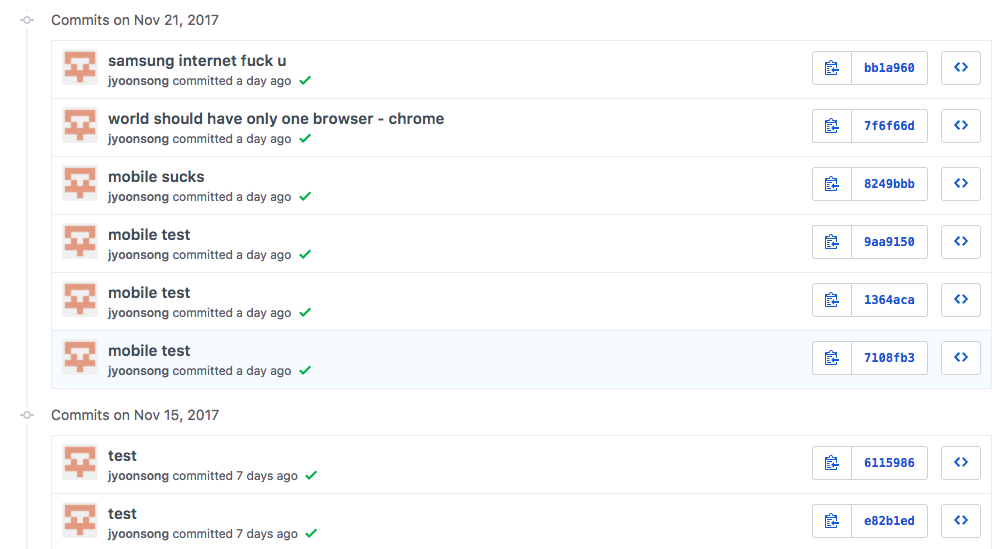 Commits on Nov 21, 2017
samsung internet fuck u
jyoonsong committed a day ago
bb1a960
world should have only one browser - chrome
jyoonsong committed a day ago
7f6f66d
mobile sucks
jyoonsong committed a day ago
8249bbb
mobile test
jyoonsong committed a day ago
9aa9150
mobile test
jyoonsong committed a day ago
1364aca
mobile test
jyoonsong committed a day ago
7108fb3
Commits on Nov 15, 2017
test
jyoonsong committed 7 days ago
6115986
test
jyoonsong committed 7 days ago
e82b1ed